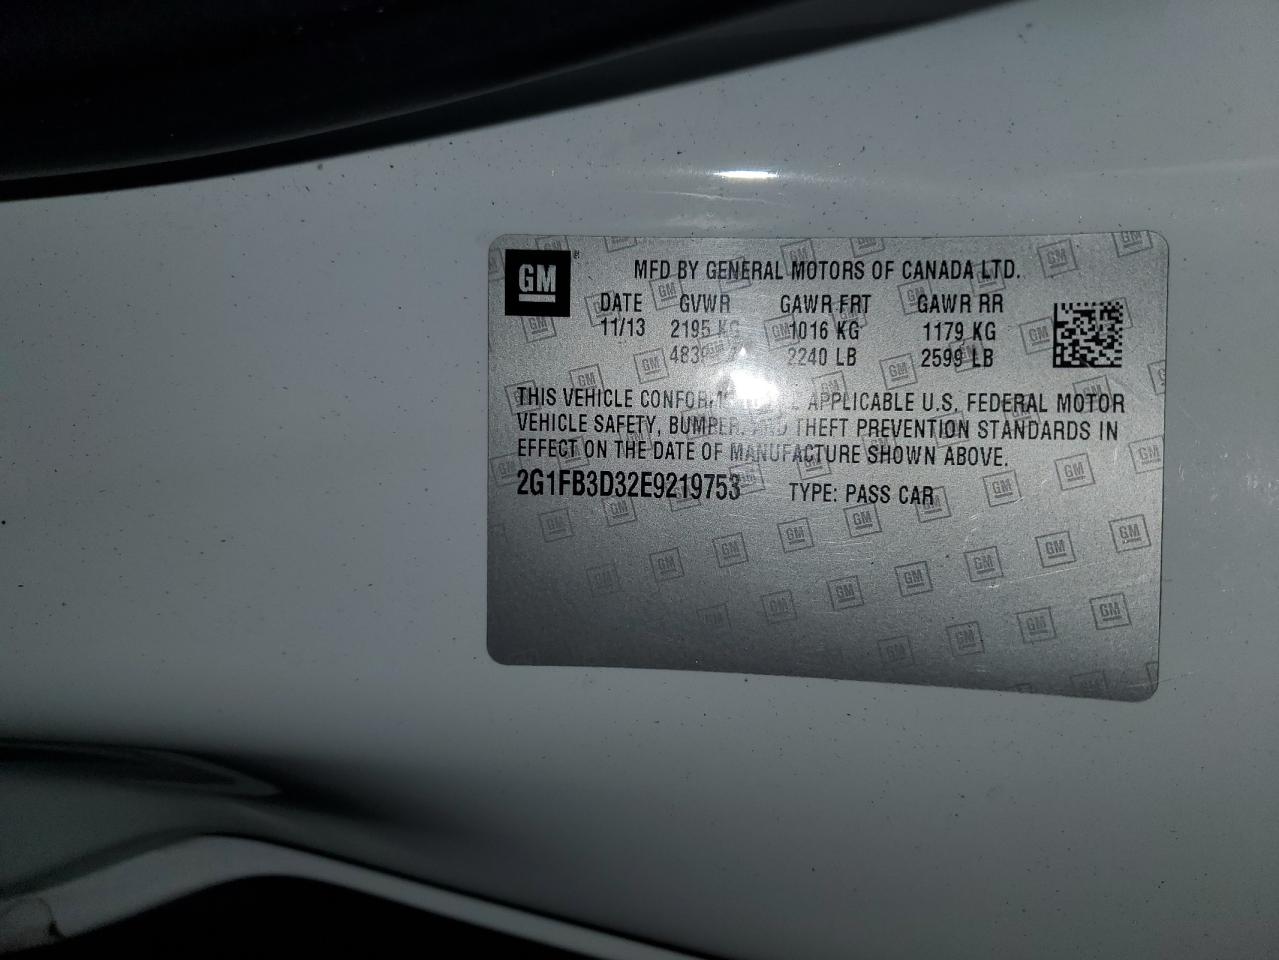 GM
MFD BY GENERAL MOTORS OF CANADA LTD.
DATE GVWR GAWR FRT GAWR RR
11/13 2195 KG 1016 KG 1179 KG
2240 LB 2599 LB
THIS VEHICLE APPLICABLE U.S. FEDERAL MOTOR
VEHICLE SAFETY, BUMPER, AND THEFT PREVENTION STANDARDS IN
EFFECT ON THE DATE OF MANUFACTURE SHOWN ABOVE.
2G1FB3D32E9219753 TYPE: PASS CAR